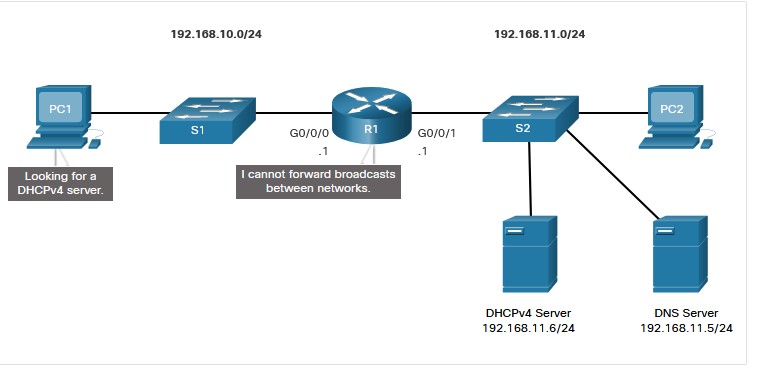 192.168.10.0/24
192.168.11.0/24
PC1
S1
G0/0/0
.1
R1
G0/0/1
.1
S2
PC2
Looking for a
DHCPv4 server.
I cannot forward broadcasts
between networks.
DHCPv4 Server
192.168.11.6/24
DNS Server
192.168.11.5/24